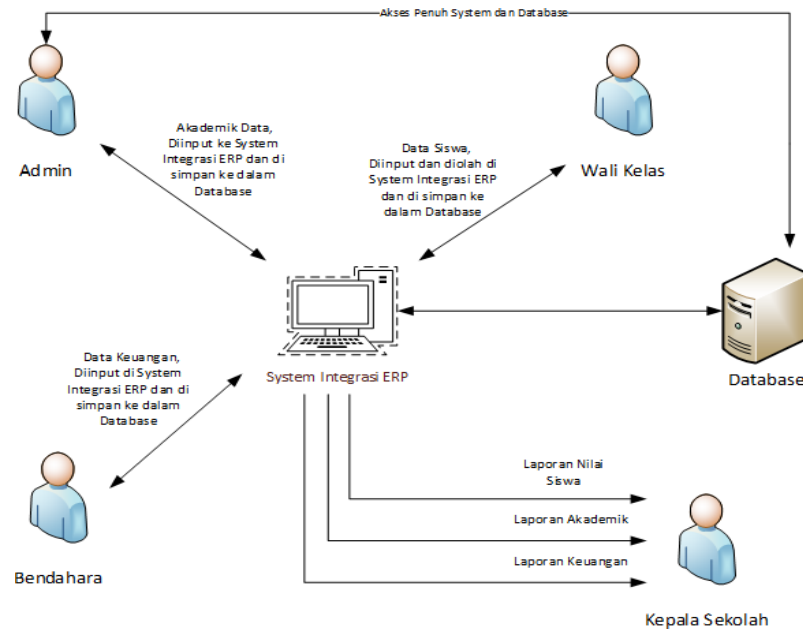 Akses Penuh System dan Database
Admin
Akademik Data,
Diinput ke System
Integrasi ERP dan di
simpan ke dalam
Database
Data Siswa,
Diinput dan diolah di
System Integrasi ERP
dan di simpan ke
dalam Database
Wali Kelas
System Integrasi ERP
Database
Data Keuangan,
Diinput di System
Integrasi ERP dan di
simpan ke dalam
Database
Bendahara
Laporan Nilai
Siswa
Laporan Akademik
Laporan Keuangan
Kepala Sekolah